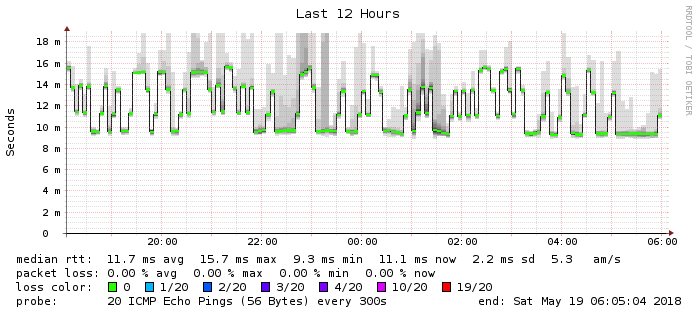 Last 12 Hours
RRDTOOL / TOBI OETIKER
Seconds
18 m
16 m
14 m
12 m
10 m
8 m
6 m
4 m
2 m
0
20:00 22:00 00:00 02:00 04:00 06:00
median rtt: 11.7 ms avg 15.7 ms max 9.3 ms min 11.1 ms now 2.2 ms sd 5.3 am/s
packet loss: 0.00 % avg 0.00 % max 0.00 % min 0.00 % now
loss color: 0 1/20 2/20 3/20 4/20 10/20 19/20
probe: 20 ICMP Echo Pings (56 Bytes) every 300s end: Sat May 19 06:05:04 2018